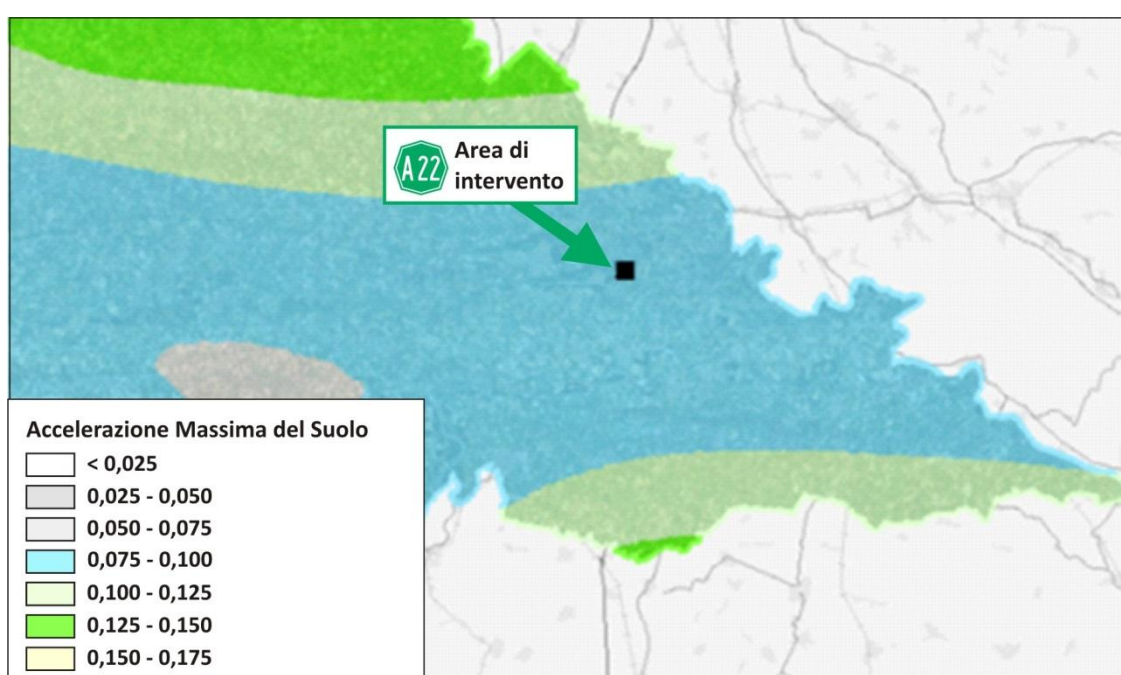 A22
Area di
intervento
Accelerazione Massima del Suolo
< 0,025
0,025 - 0,050
0,050 - 0,075
0,075 - 0,100
0,100 - 0,125
0,125 - 0,150
0,150 - 0,175